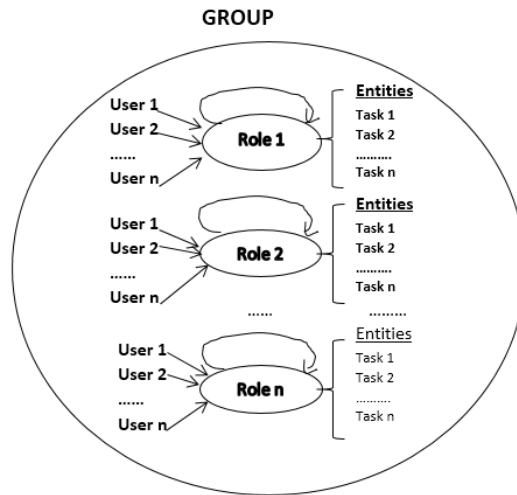 GROUP
User 1
User 2
......
User n
Role 1
Entities
Task 1
Task 2
..........
Task n
User 1
User 2
......
User n
Role 2
Entities
Task 1
Task 2
..........
Task n
......
.........
User 1
User 2
......
User n
Role n
Entities
Task 1
Task 2
..........
Task n